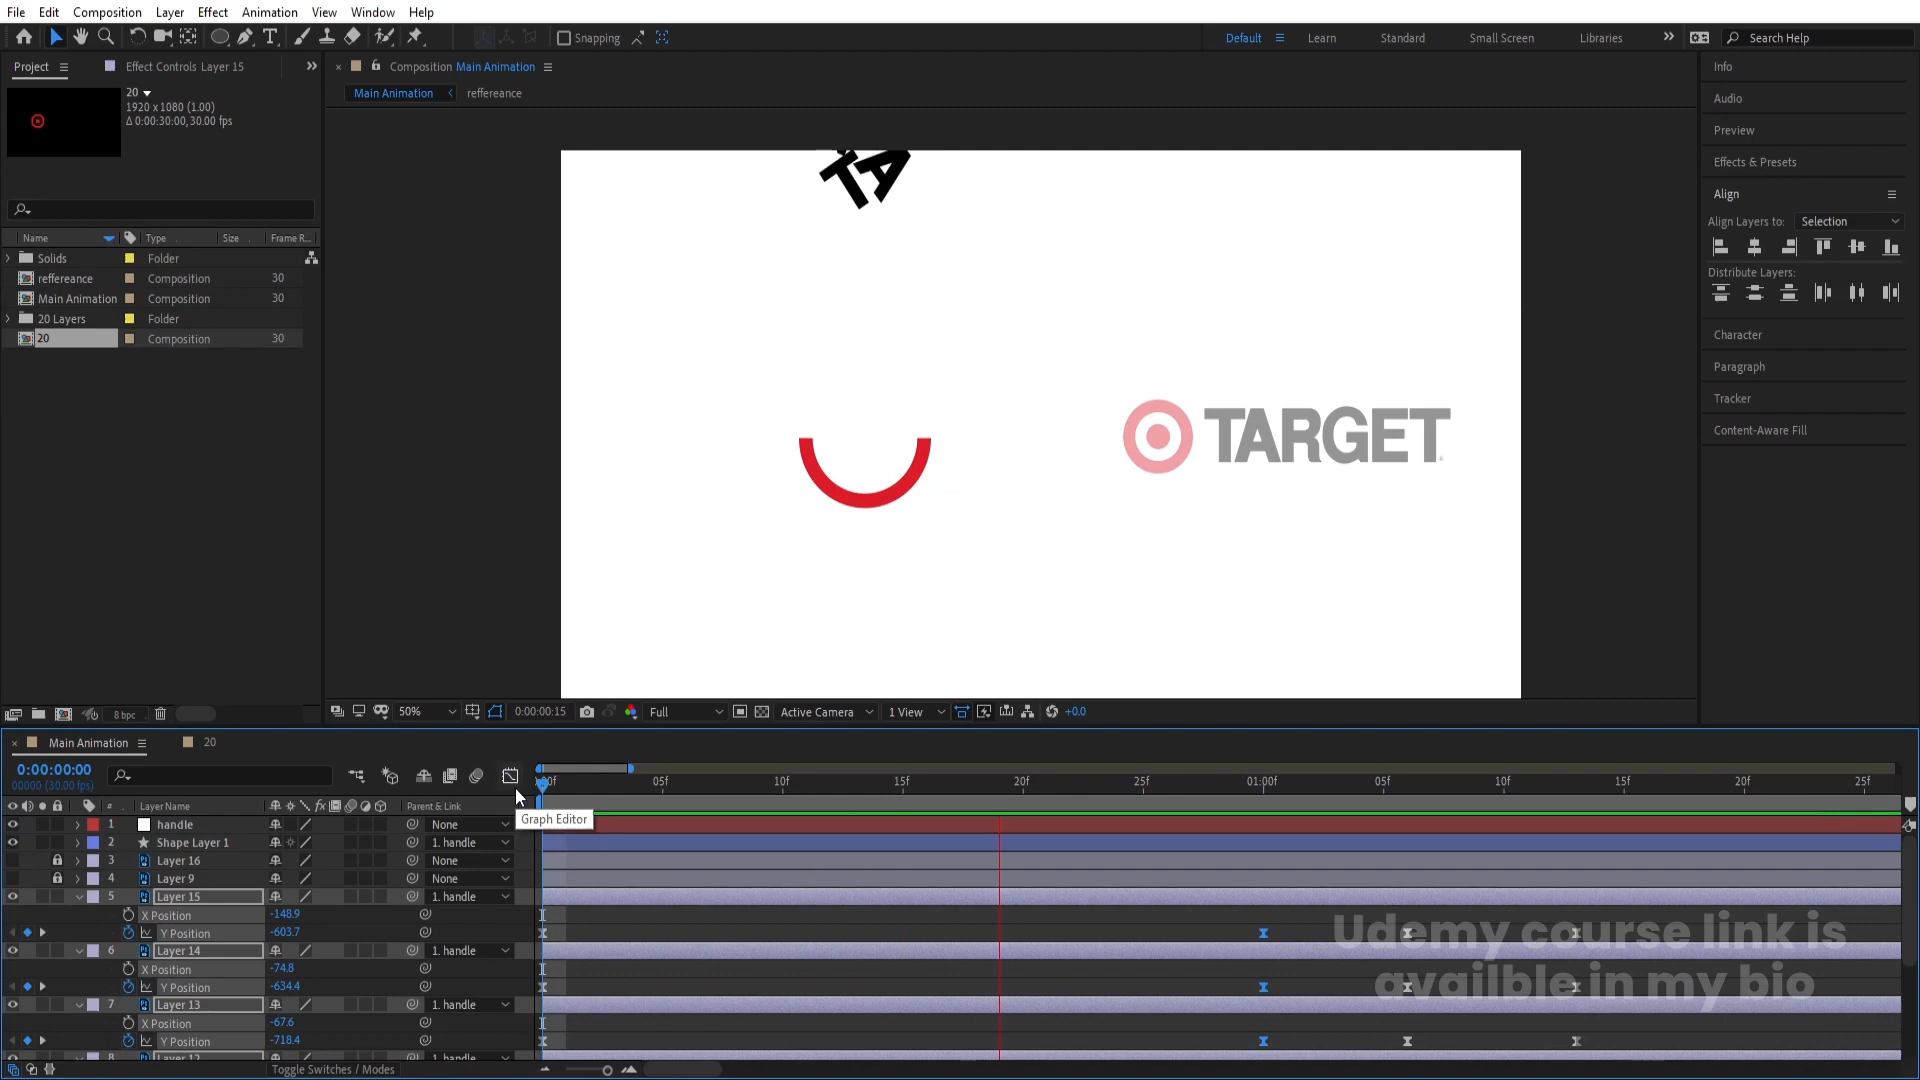 File Edit Composition Layer Effect Animation View Window Help
Snapping Default Learn Standard Small Screen Libraries Search Help
Project Effect Controls Layer 15
Composition Main Animation
Main Animation reffereance
20
1920 x 1080 (1.00)
Δ 0:00:30:00, 30.00 fps
Name Type Size Frame R...
Solids Folder
reffereance Composition 30
Main Animation Composition 30
20 Layers Folder
20 Composition 30
8 bpc
TA
TARGET
50% 0:00:00:15 Full Active Camera 1 View +0.0
Info
Audio
Preview
Effects & Presets
Align
Align Layers to: Selection
Distribute Layers:
Character
Paragraph
Tracker
Content-Aware Fill
Main Animation 20
0:00:00:00
00000 (30.00 fps)
05f 10f 15f 20f 25f 01:00f 05f 10f 15f 20f 25f
# Layer Name fx Parent & Link
Graph Editor
1 handle None
2 Shape Layer 1 1. handle
3 Layer 16 None
4 Layer 9 None
5 Layer 15 1. handle
X Position -148.9
Y Position -603.7
6 Layer 14 1. handle
X Position -74.8
Y Position -634.4
7 Layer 13 1. handle
X Position -67.6
Y Position -718.4
8 Layer 12 1. handle
Toggle Switches / Modes
Udemy course link is
availble in my bio